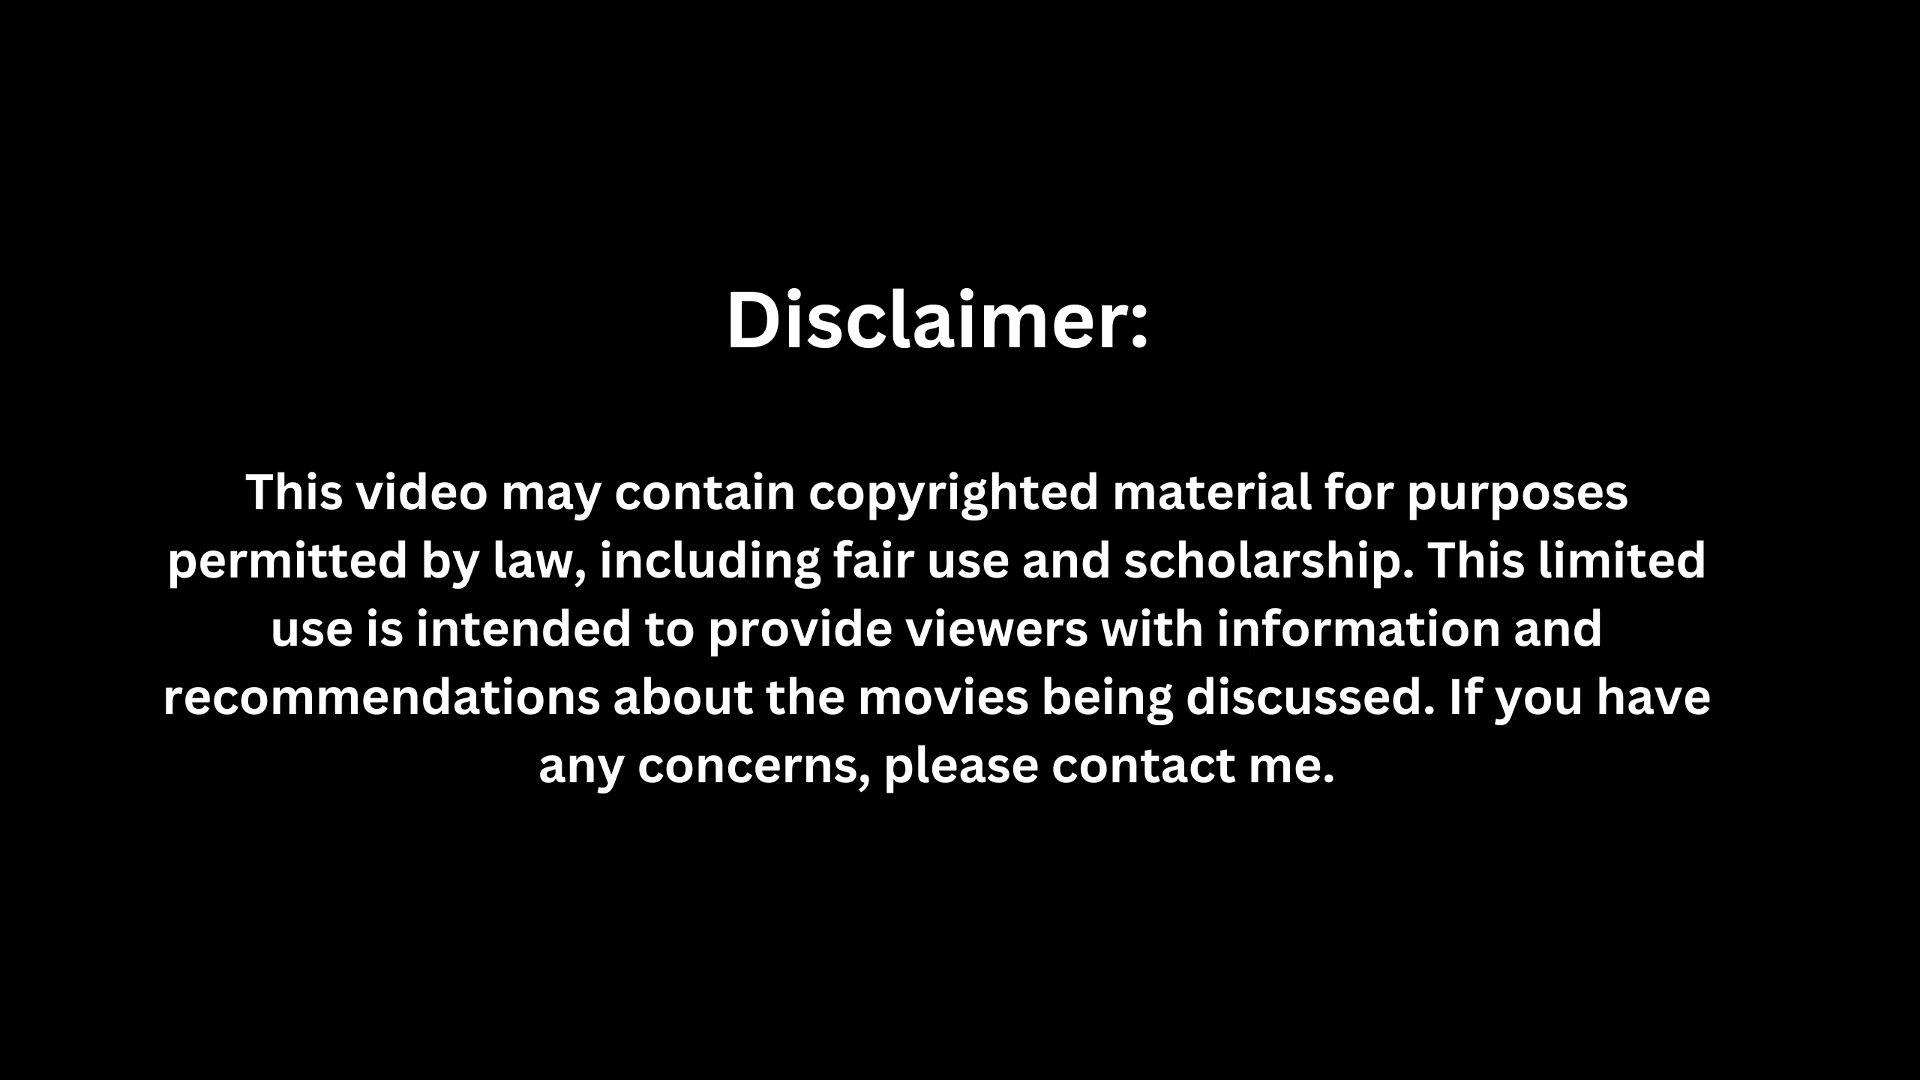 Disclaimer:
This video may contain copyrighted material for purposes
permitted by law, including fair use and scholarship. This limited
use is intended to provide viewers with information and
recommendations about the movies being discussed. If you have
any concerns, please contact me.